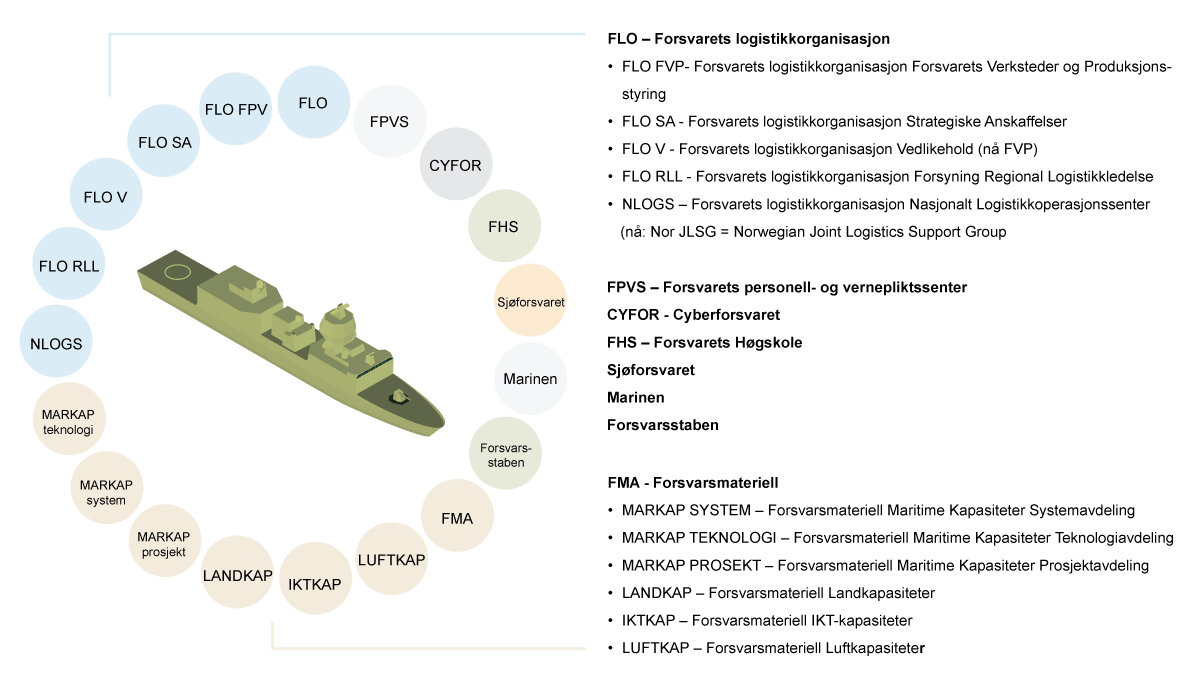 FLO
FPVS
CYFOR
FHS
Sjøforsvaret
Marinen
Forsvars-
staben
FMA
LUFTKAP
IKTKAP
LANDKAP
MARKAP
prosjekt
MARKAP
system
MARKAP
teknologi
NLOGS
FLO RLL
FLO V
FLO SA
FLO FPV
FLO – Forsvarets logistikkorganisasjon
• FLO FVP- Forsvarets logistikkorganisasjon Forsvarets Verksteder og Produksjons-
styring
• FLO SA - Forsvarets logistikkorganisasjon Strategiske Anskaffelser
• FLO V - Forsvarets logistikkorganisasjon Vedlikehold (nå FVP)
• FLO RLL - Forsvarets logistikkorganisasjon Forsyning Regional Logistikkledelse
• NLOGS – Forsvarets logistikkorganisasjon Nasjonalt Logistikkoperasjonssenter
(nå: Nor JLSG = Norwegian Joint Logistics Support Group
FPVS – Forsvarets personell- og vernepliktssenter
CYFOR - Cyberforsvaret
FHS – Forsvarets Høgskole
Sjøforsvaret
Marinen
Forsvarsstaben
FMA - Forsvarsmateriell
• MARKAP SYSTEM – Forsvarsmateriell Maritime Kapasiteter Systemavdeling
• MARKAP TEKNOLOGI – Forsvarsmateriell Maritime Kapasiteter Teknologiavdeling
• MARKAP PROSEKT – Forsvarsmateriell Maritime Kapasiteter Prosjektavdeling
• LANDKAP – Forsvarsmateriell Landkapasiteter
• IKTKAP – Forsvarsmateriell IKT-kapasiteter
• LUFTKAP – Forsvarsmateriell Luftkapasiteter